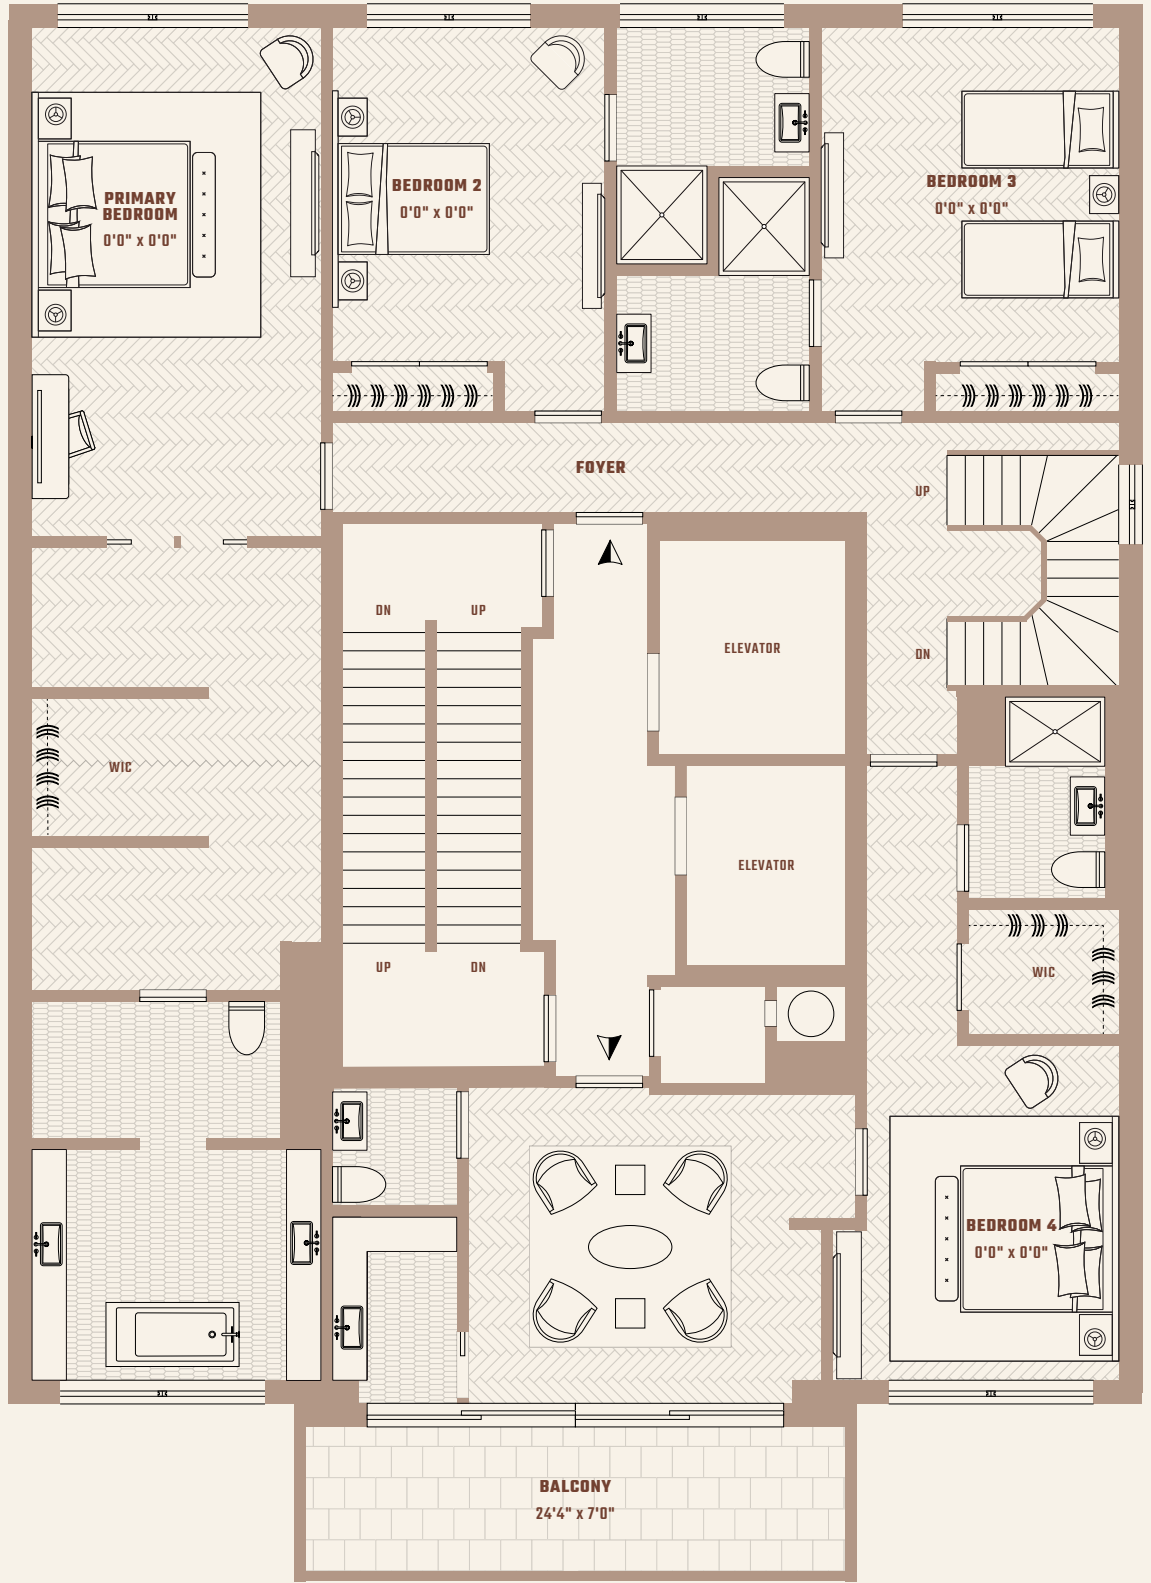 PRIMARY
BEDROOM
0'0" x 0'0"
BEDROOM 2
0'0" x 0'0"
BEDROOM 3
0'0" x 0'0"
FOYER
UP
DN
UP
ELEVATOR
DN
WIC
ELEVATOR
UP
DN
WIC
BEDROOM 4
0'0" x 0'0"
BALCONY
24'4" x 7'0"